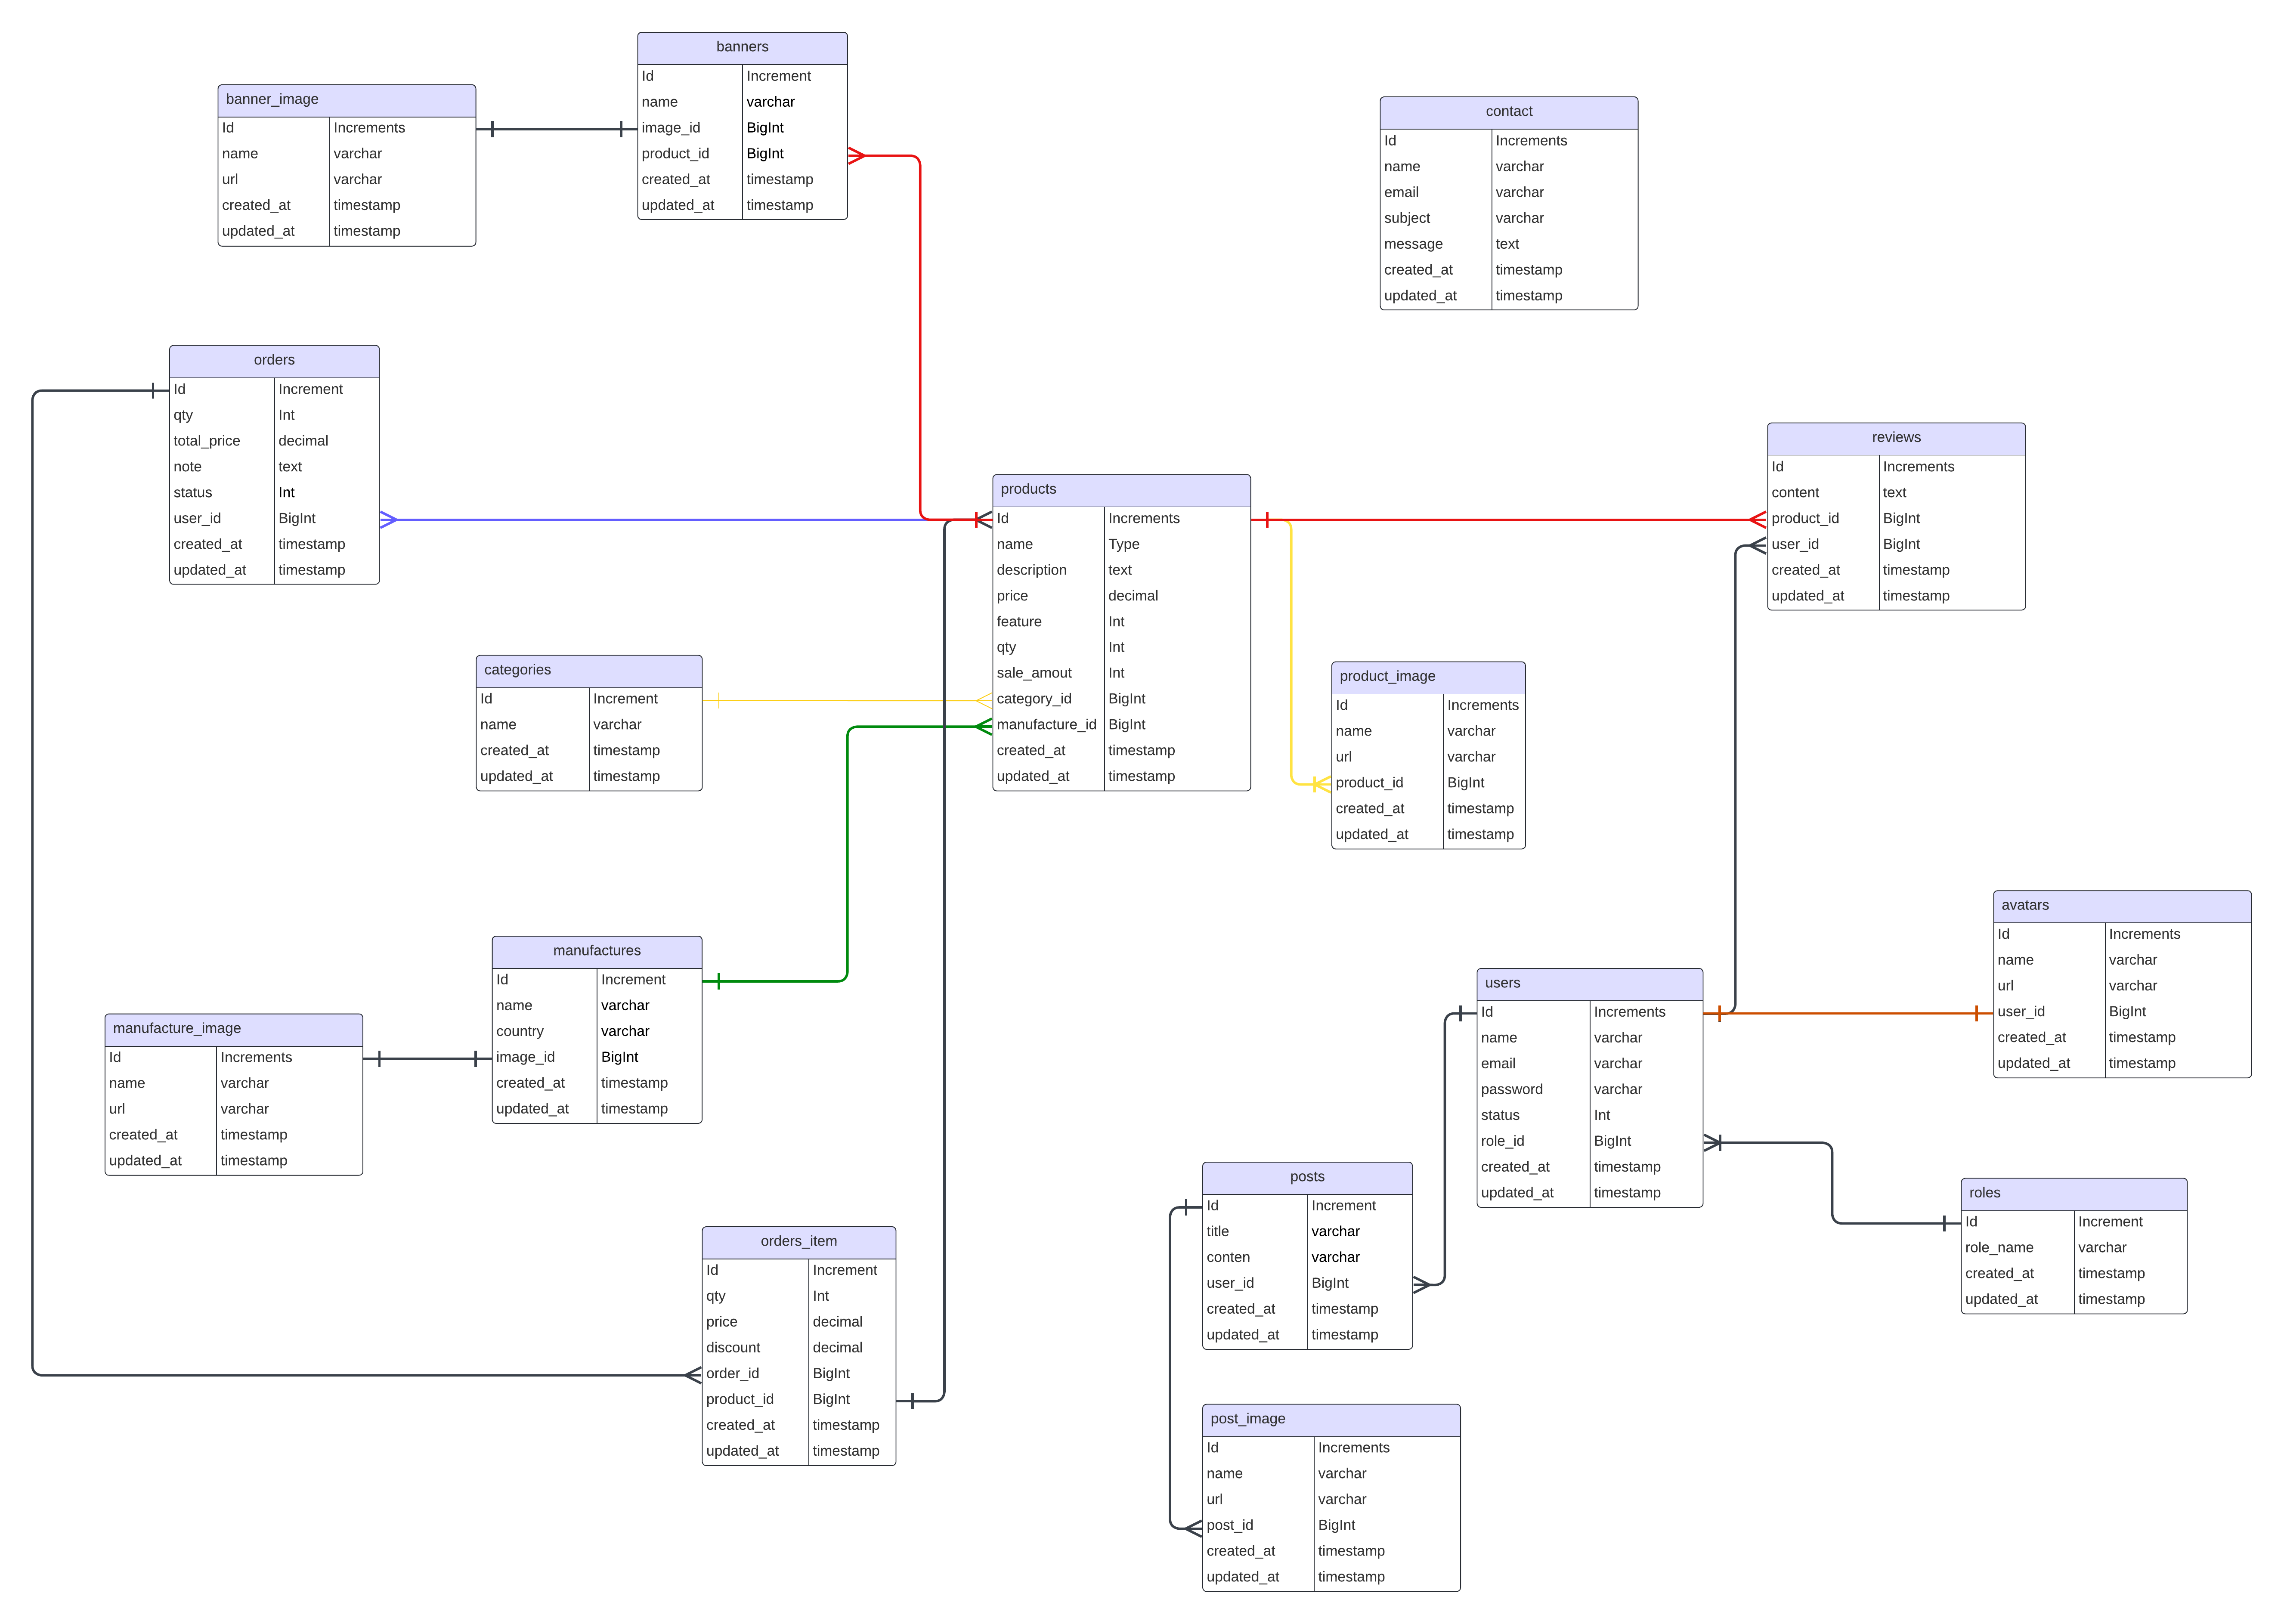 banners
Id Increment
name varchar
image_id BigInt
product_id BigInt
created_at timestamp
updated_at timestamp
banner_image
Id Increments
name varchar
url varchar
created_at timestamp
updated_at timestamp
contact
Id Increments
name varchar
email varchar
subject varchar
message text
created_at timestamp
updated_at timestamp
orders
Id Increment
qty Int
total_price decimal
note text
status Int
user_id BigInt
created_at timestamp
updated_at timestamp
products
Id Increments
name Type
description text
price decimal
feature Int
qty Int
sale_amout Int
category_id BigInt
manufacture_id BigInt
created_at timestamp
updated_at timestamp
reviews
Id Increments
content text
product_id BigInt
user_id BigInt
created_at timestamp
updated_at timestamp
categories
Id Increment
name varchar
created_at timestamp
updated_at timestamp
product_image
Id Increments
name varchar
url varchar
product_id BigInt
created_at timestamp
updated_at timestamp
manufactures
Id Increment
name varchar
country varchar
image_id BigInt
created_at timestamp
updated_at timestamp
manufacture_image
Id Increments
name varchar
url varchar
created_at timestamp
updated_at timestamp
users
Id Increments
name varchar
email varchar
password varchar
status Int
role_id BigInt
created_at timestamp
updated_at timestamp
avatars
Id Increments
name varchar
url varchar
user_id BigInt
created_at timestamp
updated_at timestamp
orders_item
Id Increment
qty Int
price decimal
discount decimal
order_id BigInt
product_id BigInt
created_at timestamp
updated_at timestamp
posts
Id Increment
title varchar
conten varchar
user_id BigInt
created_at timestamp
updated_at timestamp
roles
Id Increment
role_name varchar
created_at timestamp
updated_at timestamp
post_image
Id Increments
name varchar
url varchar
post_id BigInt
created_at timestamp
updated_at timestamp